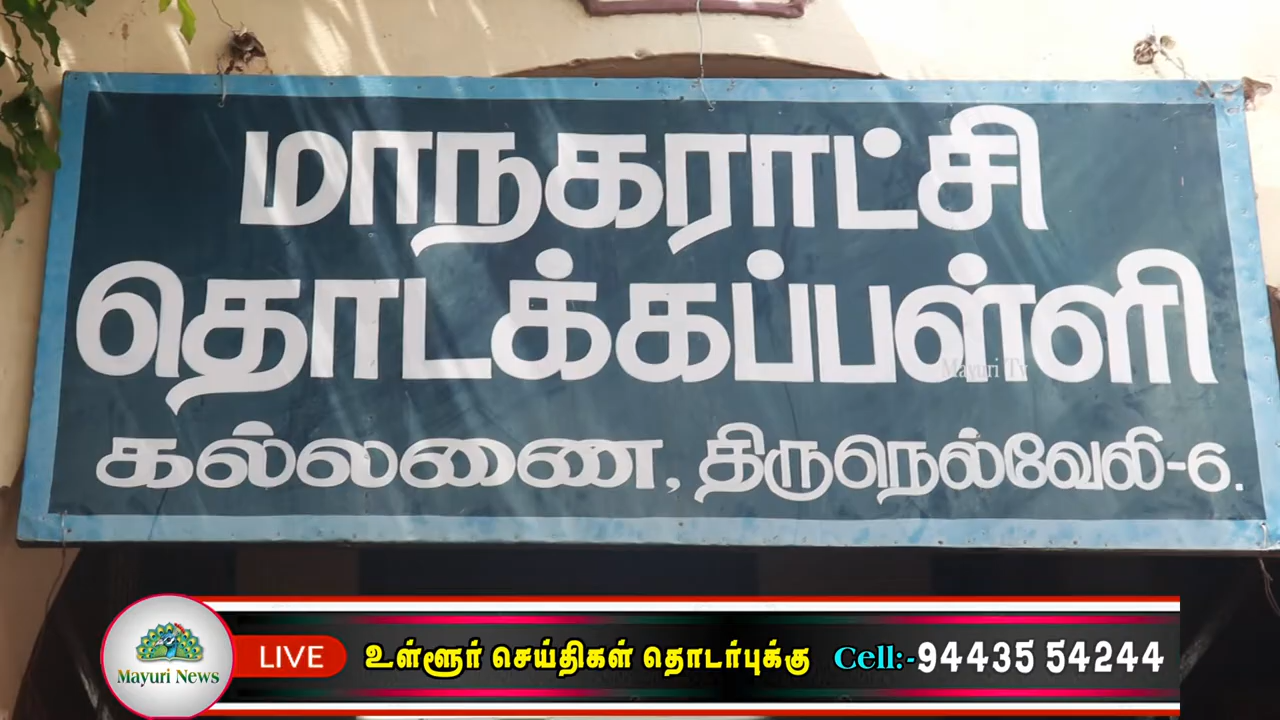 மாநகராட்சி
தொடக்கப்பள்ளி
Mayuri Tv
கல்லணை, திருநெல்வேலி-6.
Mayuri News
LIVE
உள்ளூர் செய்திகள் தொடர்புக்கு Cell:-94435 54244